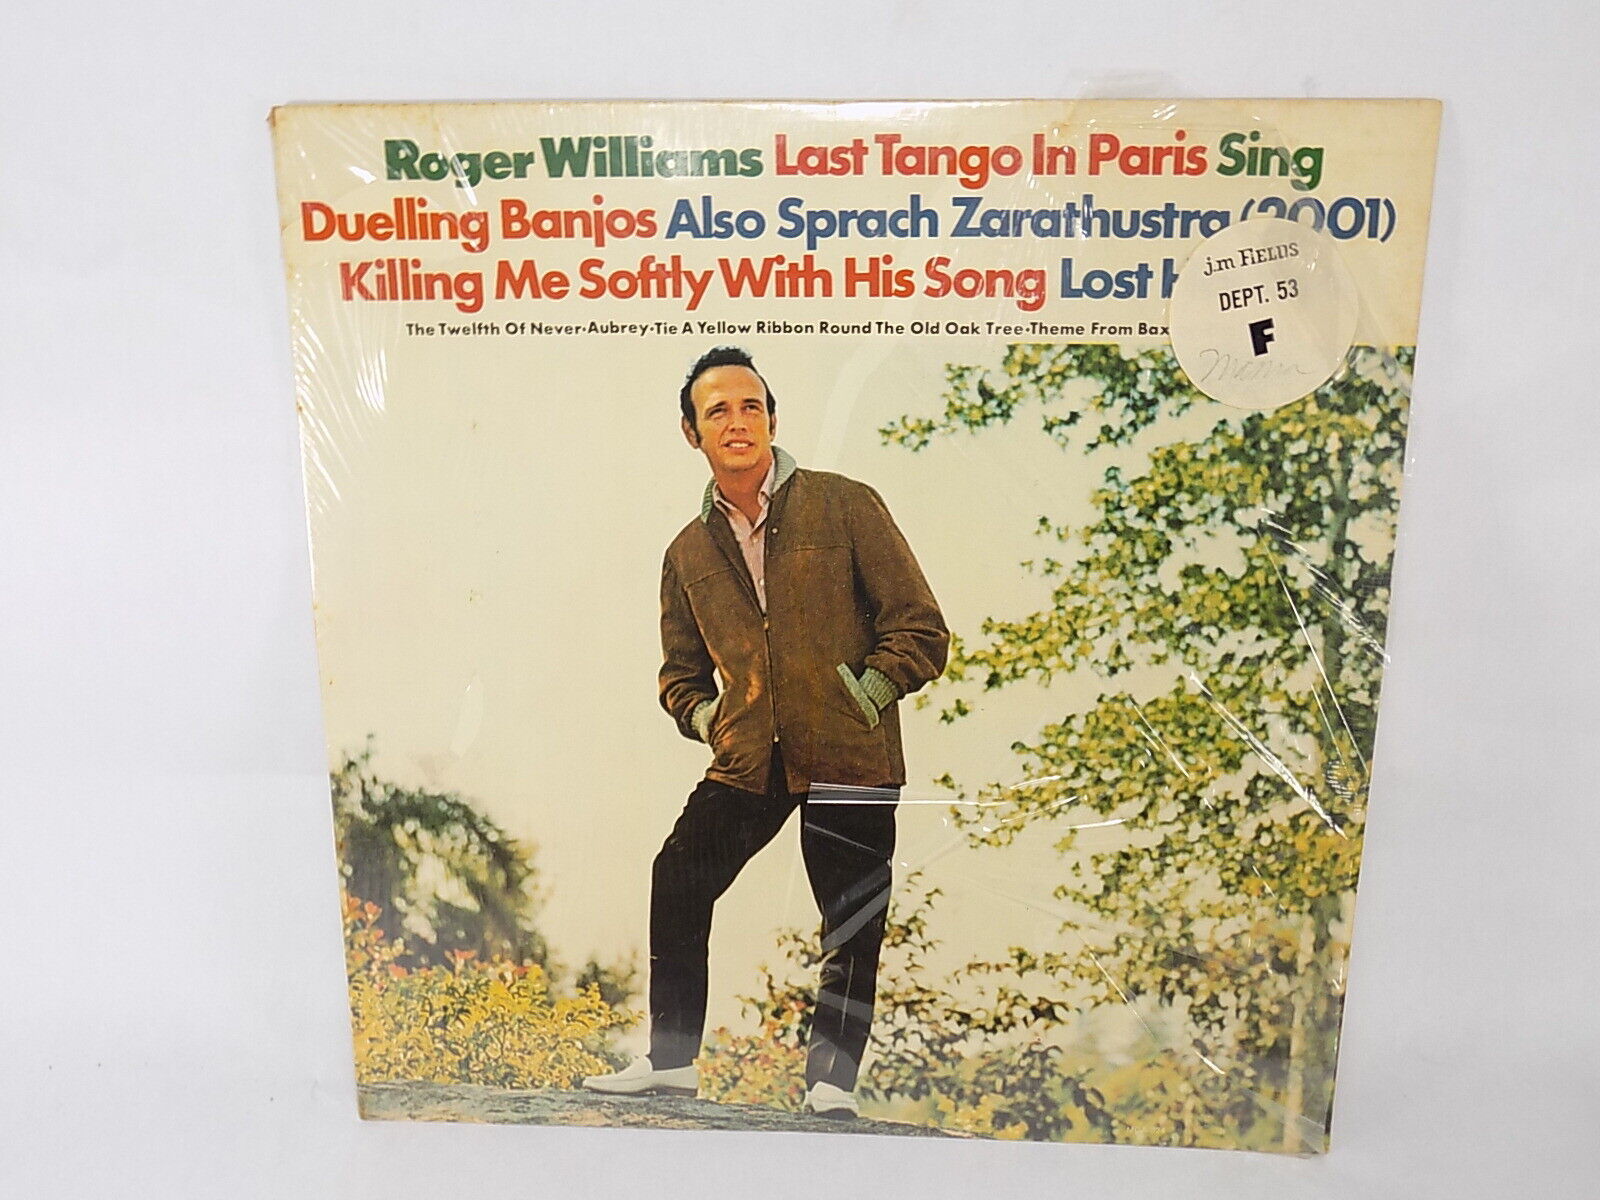 Roger Williams Last Tango In Paris Sing
Duelling Banjos Also Sprach Zarathustra (2001)
Killing Me Softly With His Song Lost
The Twelfth Of Never•Aubrey•Tie A Yellow Ribbon Round The Old Oak Tree•Theme From Bax
j.m FIELDS
DEPT. 53
F
Mama